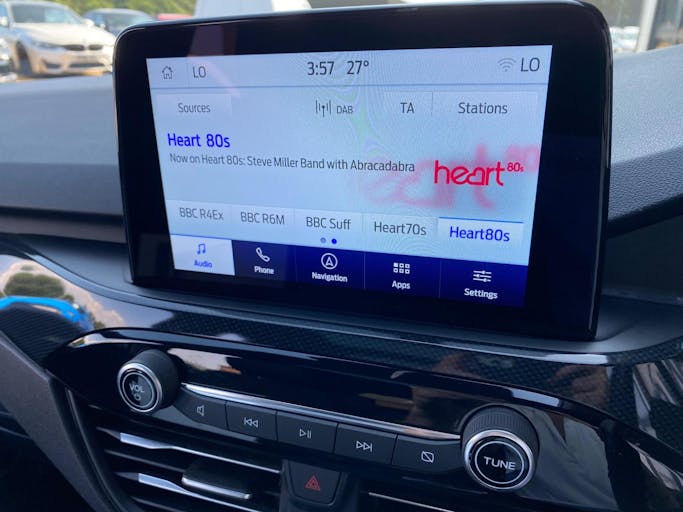 LO 3:57 27° LO
Sources DAB TA Stations
Heart 80s
Now on Heart 80s: Steve Miller Band with Abracadabra
heart 80s
BBC R4Ex BBC R6M BBC Suff Heart70s Heart80s
Audio Phone Navigation Apps Settings
VOL
TUNE